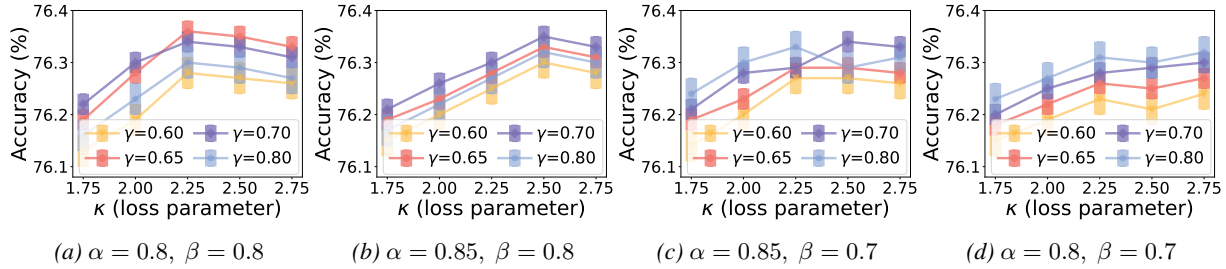 Accuracy (%)
76.4
76.3
76.2
76.1
γ=0.60
γ=0.70
γ=0.65
γ=0.80
1.75 2.00 2.25 2.50 2.75
κ (loss parameter)
(a) α = 0.8, β = 0.8
Accuracy (%)
76.4
76.3
76.2
76.1
γ=0.60
γ=0.70
γ=0.65
γ=0.80
1.75 2.00 2.25 2.50 2.75
κ (loss parameter)
(b) α = 0.85, β = 0.8
Accuracy (%)
76.4
76.3
76.2
76.1
γ=0.60
γ=0.70
γ=0.65
γ=0.80
1.75 2.00 2.25 2.50 2.75
κ (loss parameter)
(c) α = 0.85, β = 0.7
Accuracy (%)
76.4
76.3
76.2
76.1
γ=0.60
γ=0.70
γ=0.65
γ=0.80
1.75 2.00 2.25 2.50 2.75
κ (loss parameter)
(d) α = 0.8, β = 0.7